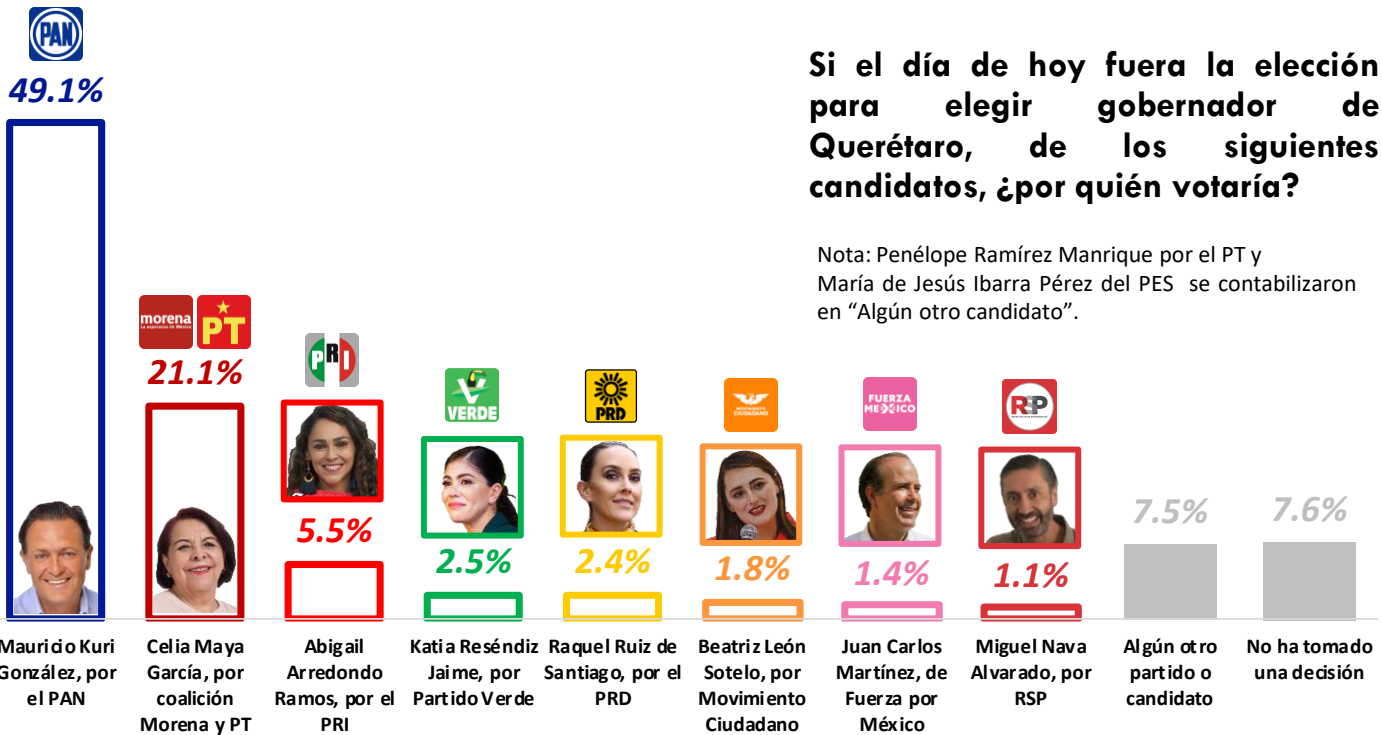 PAN
49.1%
Si el día de hoy fuera la elección
para elegir gobernador de
Querétaro, de los siguientes
candidatos, ¿por quién votaría?
Nota: Penélope Ramírez Manrique por el PT y
María de Jesús Ibarra Pérez del PES se contabilizaron
en “Algún otro candidato”.
morena
La esperanza de México
PT
21.1%
PRI
5.5%
VERDE
2.5%
PRD
2.4%
MOVIMIENTO
CIUDADANO
1.8%
FUERZA
MÉXICO
1.4%
RSP
1.1%
7.5%
7.6%
Mauricio Kuri
González, por
el PAN
Celia Maya
García, por
coalición
Morena y PT
Abigail
Arredondo
Ramos, por el
PRI
Katia Reséndiz
Jaime, por
Partido Verde
Raquel Ruiz de
Santiago, por el
PRD
Beatriz León
Sotelo, por
Movimiento
Ciudadano
Juan Carlos
Martínez, de
Fuerza por
México
Miguel Nava
Alvarado, por
RSP
Algún otro
partido o
candidato
No ha tomado
una decisión